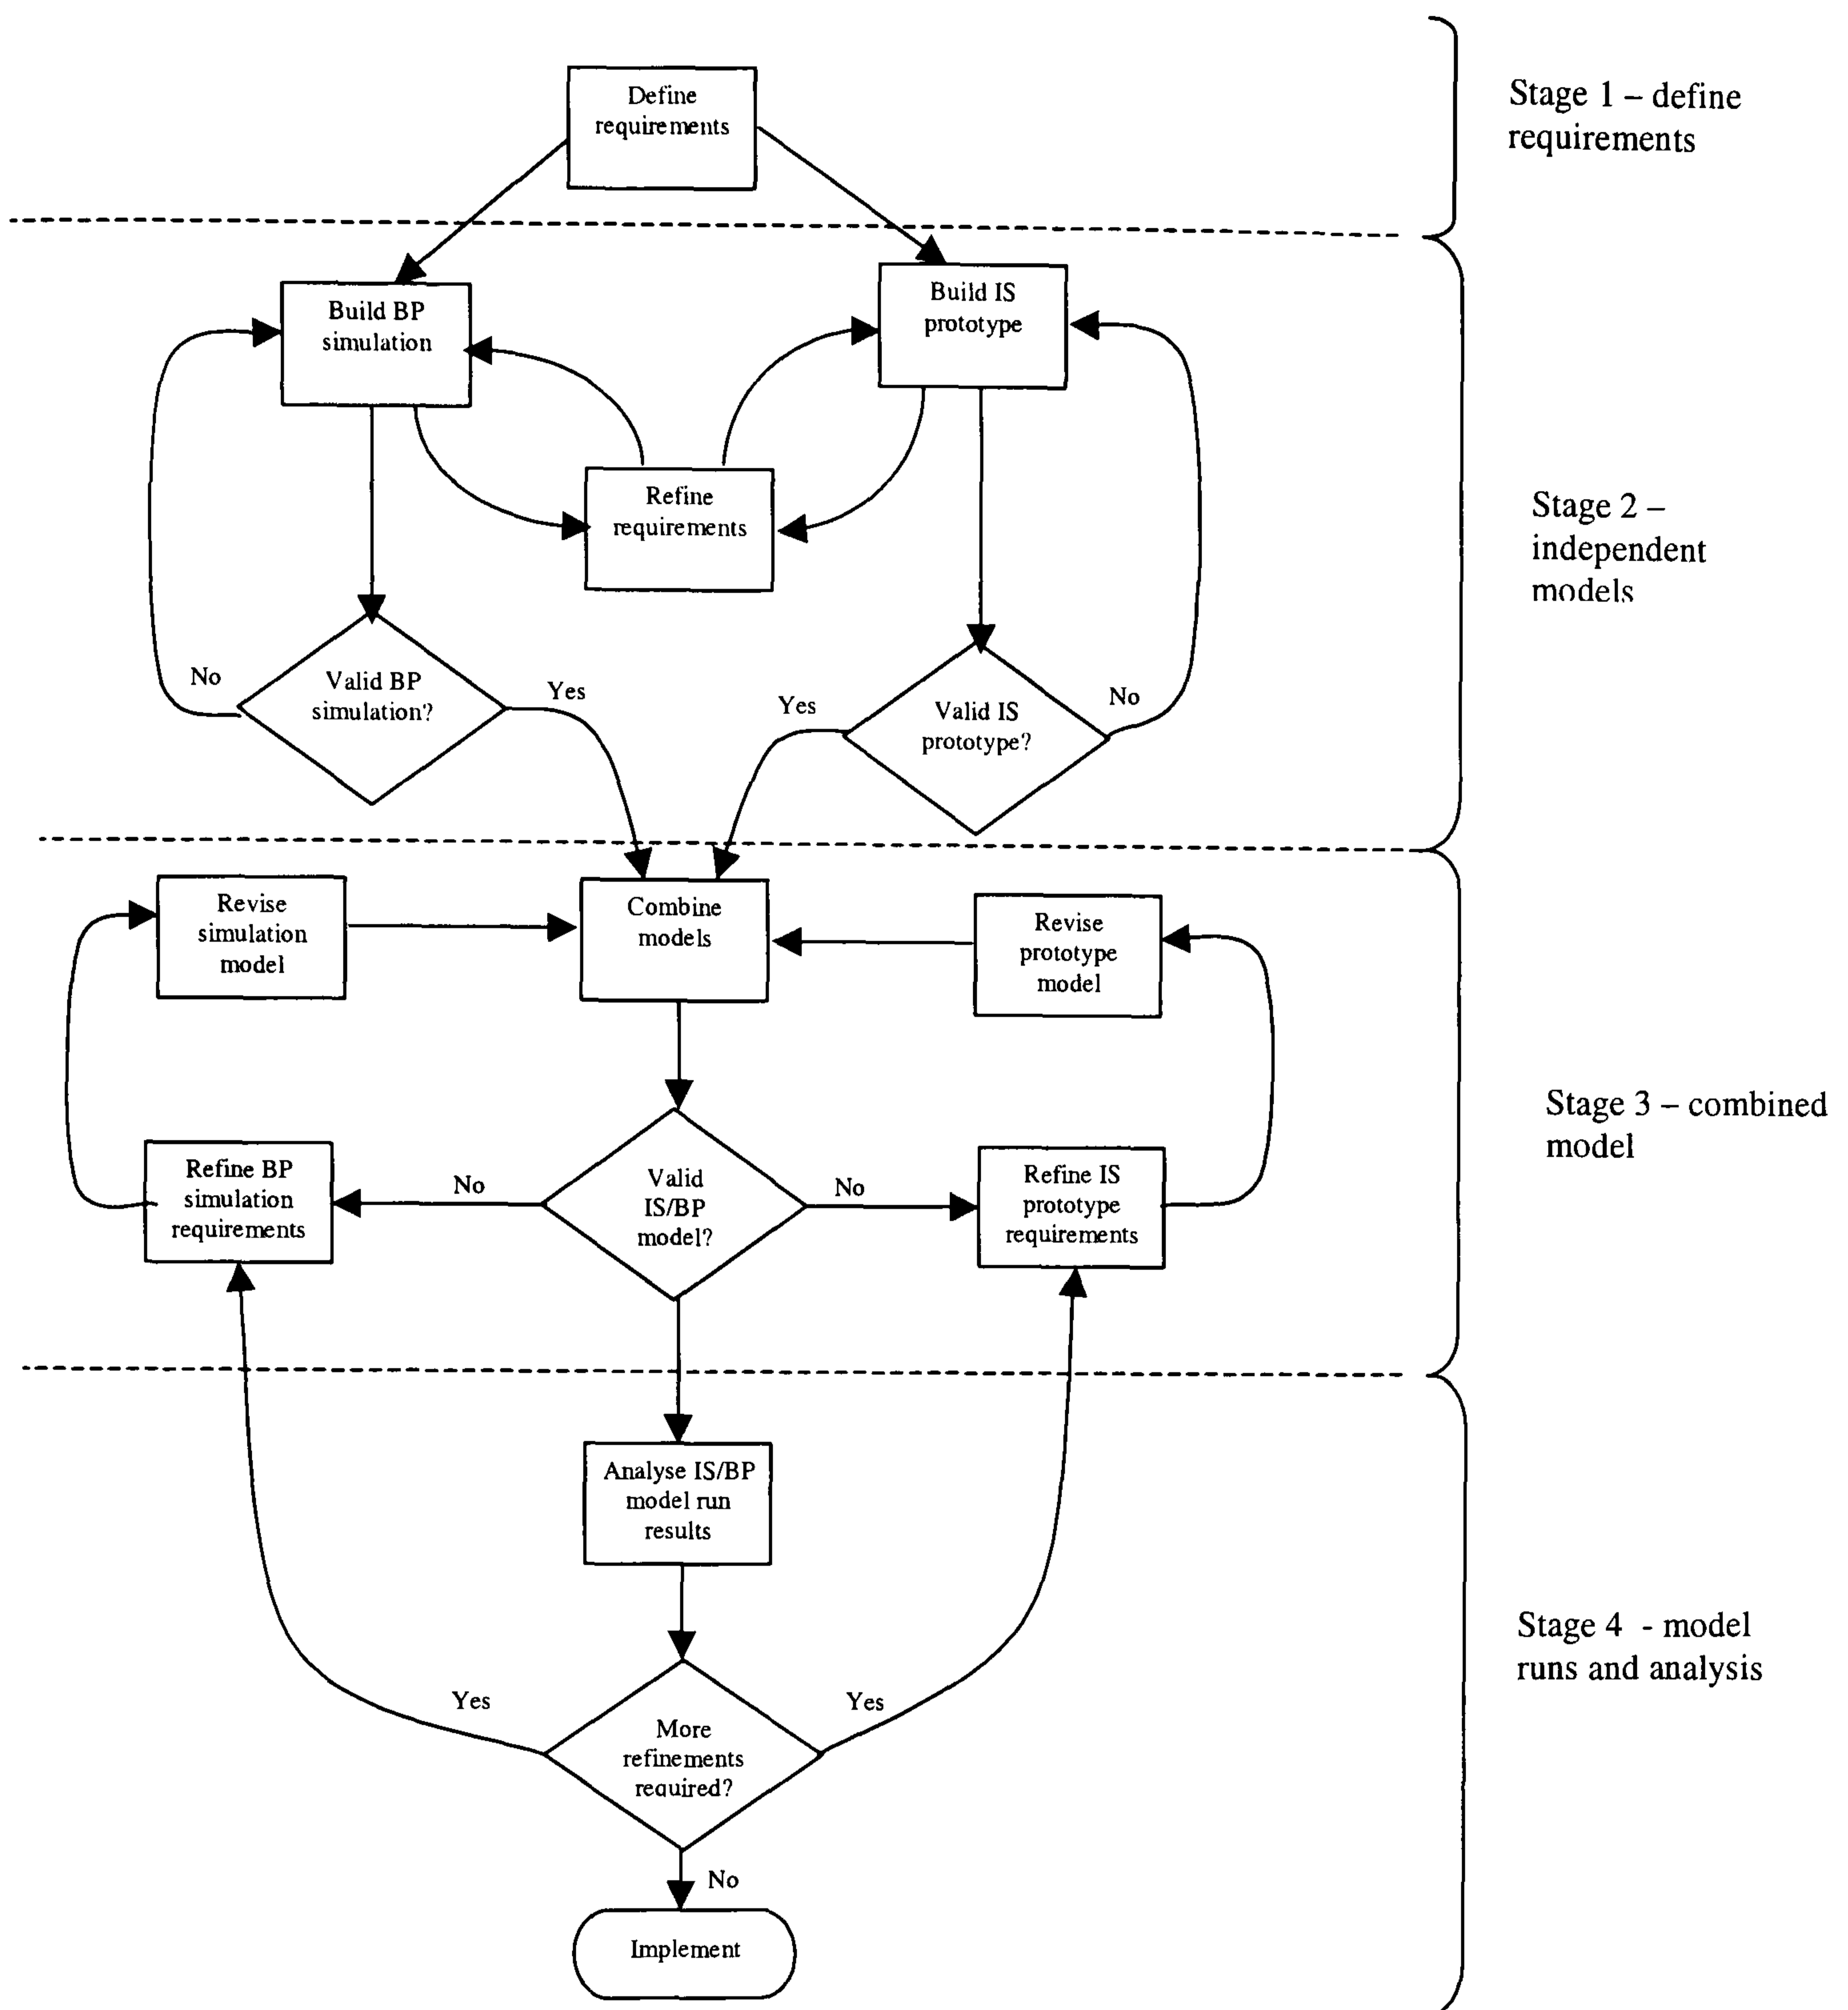 Define
requirements
Stage 1 – define
requirements
Build BP
simulation
Build IS
prototype
Refine
requirements
Stage 2 –
independent
models
No
Valid BP
simulation?
Yes
Yes
Valid IS
prototype?
No
Revise
simulation
model
Combine
models
Revise
prototype
model
Stage 3 – combined
model
Refine BP
simulation
requirements
No
Valid
IS/BP
model?
No
Refine IS
prototype
requirements
Analyse IS/BP
model run
results
Stage 4 - model
runs and analysis
Yes
More
refinements
required?
Yes
No
Implement